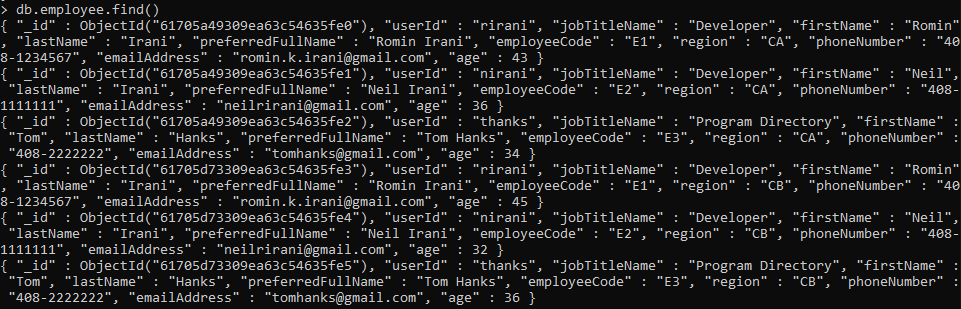 > db.employee.find()
{ "_id" : ObjectId("61705a49309ea63c54635fe0"), "userId" : "rirani", "jobTitleName" : "Developer", "firstName" : "Romin"
, "lastName" : "Irani", "preferredFullName" : "Romin Irani", "employeeCode" : "E1", "region" : "CA", "phoneNumber" : "40
8-1234567", "emailAddress" : "romin.k.irani@gmail.com", "age" : 43 }
{ "_id" : ObjectId("61705a49309ea63c54635fe1"), "userId" : "nirani", "jobTitleName" : "Developer", "firstName" : "Neil",
 "lastName" : "Irani", "preferredFullName" : "Neil Irani", "employeeCode" : "E2", "region" : "CA", "phoneNumber" : "408-
1111111", "emailAddress" : "neilrirani@gmail.com", "age" : 36 }
{ "_id" : ObjectId("61705a49309ea63c54635fe2"), "userId" : "thanks", "jobTitleName" : "Program Directory", "firstName" :
 "Tom", "lastName" : "Hanks", "preferredFullName" : "Tom Hanks", "employeeCode" : "E3", "region" : "CA", "phoneNumber" :
 "408-2222222", "emailAddress" : "tomhanks@gmail.com", "age" : 34 }
{ "_id" : ObjectId("61705d73309ea63c54635fe3"), "userId" : "rirani", "jobTitleName" : "Developer", "firstName" : "Romin"
, "lastName" : "Irani", "preferredFullName" : "Romin Irani", "employeeCode" : "E1", "region" : "CB", "phoneNumber" : "40
8-1234567", "emailAddress" : "romin.k.irani@gmail.com", "age" : 45 }
{ "_id" : ObjectId("61705d73309ea63c54635fe4"), "userId" : "nirani", "jobTitleName" : "Developer", "firstName" : "Neil",
 "lastName" : "Irani", "preferredFullName" : "Neil Irani", "employeeCode" : "E2", "region" : "CB", "phoneNumber" : "408-
1111111", "emailAddress" : "neilrirani@gmail.com", "age" : 32 }
{ "_id" : ObjectId("61705d73309ea63c54635fe5"), "userId" : "thanks", "jobTitleName" : "Program Directory", "firstName" :
 "Tom", "lastName" : "Hanks", "preferredFullName" : "Tom Hanks", "employeeCode" : "E3", "region" : "CB", "phoneNumber" :
 "408-2222222", "emailAddress" : "tomhanks@gmail.com", "age" : 36 }